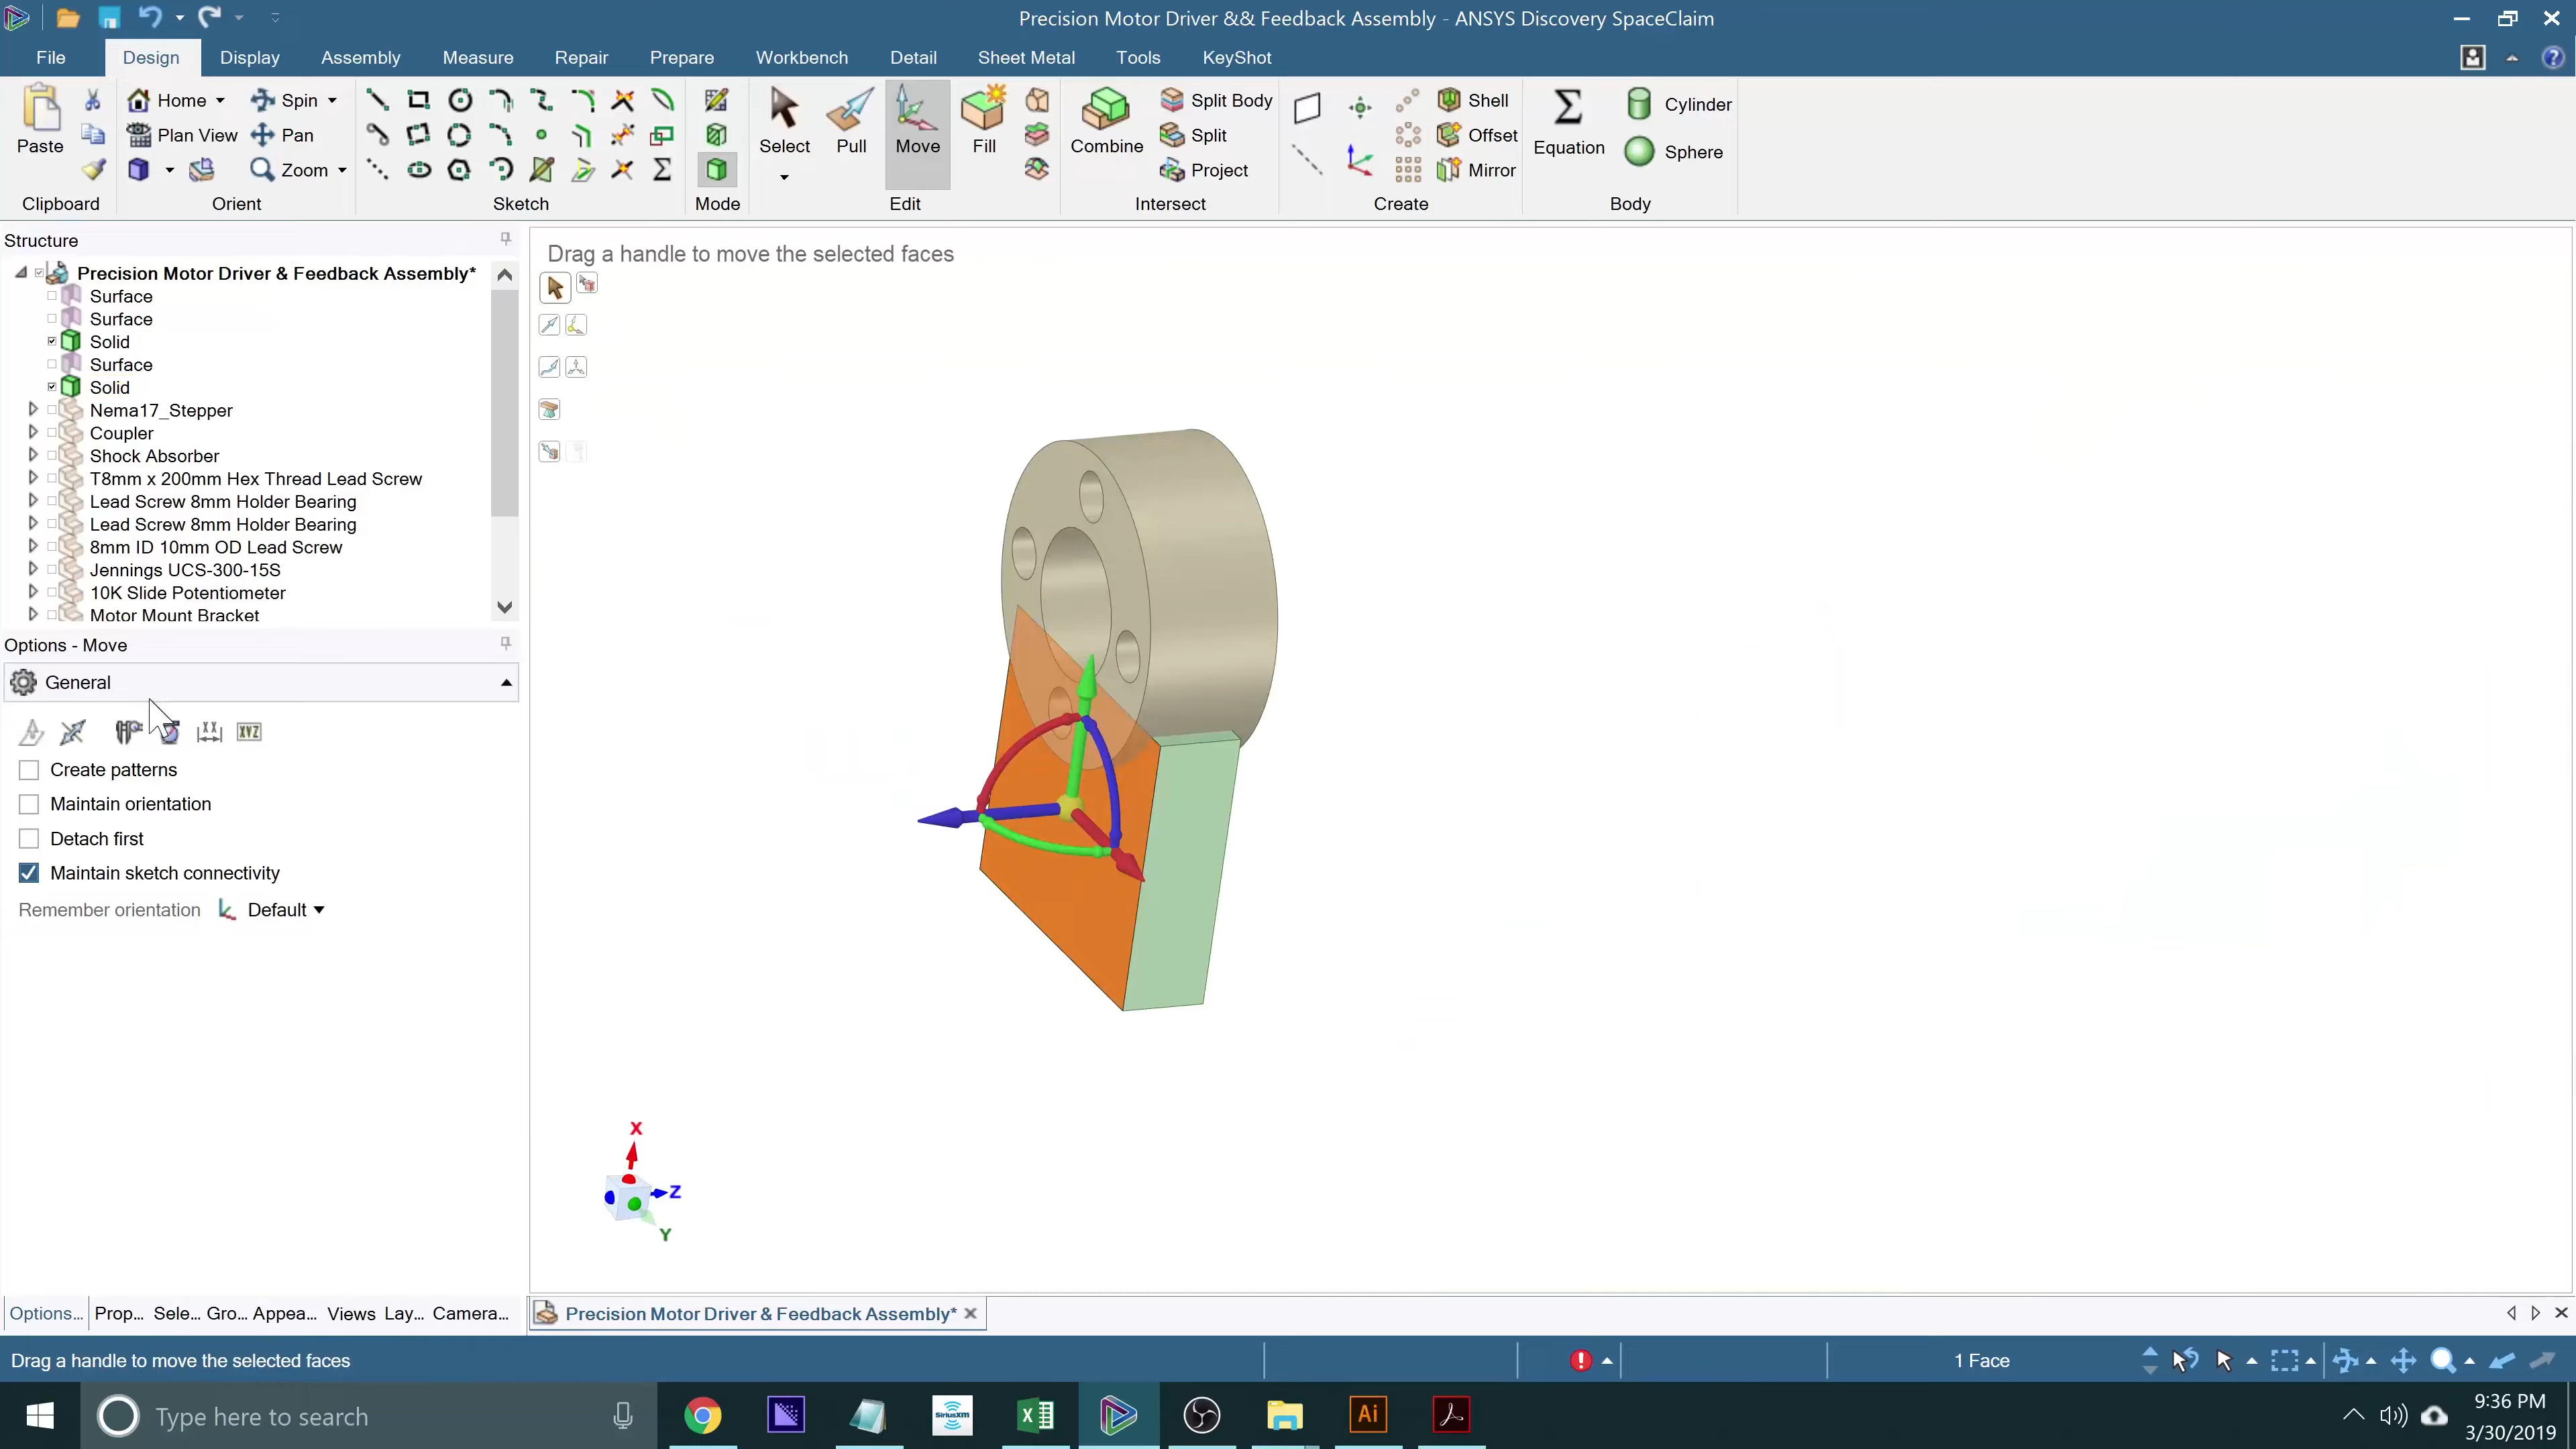 Precision Motor Driver && Feedback Assembly - ANSYS Discovery SpaceClaim
File Design Display Assembly Measure Repair Prepare Workbench Detail Sheet Metal Tools KeyShot
Home Spin Split Body Shell Cylinder
Plan View Pan Split Offset
Paste Select Pull Move Fill Combine Equation
Zoom Project Mirror Sphere
Clipboard Orient Sketch Mode Edit Intersect Create Body
Structure
Drag a handle to move the selected faces
Precision Motor Driver & Feedback Assembly*
Surface
Surface
Solid
Surface
Solid
Nema17_Stepper
Coupler
Shock Absorber
T8mm x 200mm Hex Thread Lead Screw
Lead Screw 8mm Holder Bearing
Lead Screw 8mm Holder Bearing
8mm ID 10mm OD Lead Screw
Jennings UCS-300-15S
10K Slide Potentiometer
Motor Mount Bracket
Options - Move
General
XX XYZ
Create patterns
Maintain orientation
Detach first
Maintain sketch connectivity
Remember orientation Default
X
Z
Y
Options... Prop... Sele... Gro... Appea... Views Lay... Camera...
Precision Motor Driver & Feedback Assembly*
Drag a handle to move the selected faces 1 Face
Type here to search
SiriusXM
Ai
9:36 PM
3/30/2019